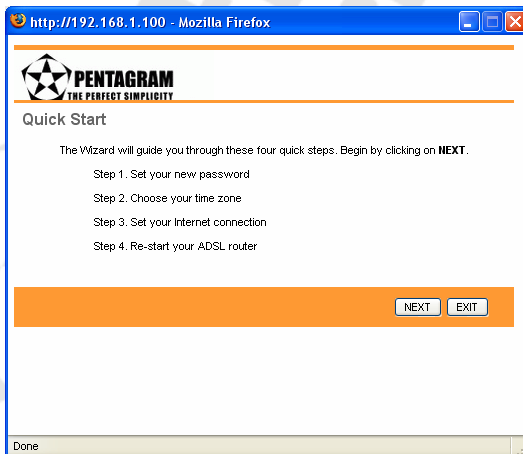 http://192.168.1.100 - Mozilla Firefox
PENTAGRAM
THE PERFECT SIMPLICITY
Quick Start
The Wizard will guide you through these four quick steps. Begin by clicking on NEXT.
Step 1. Set your new password
Step 2. Choose your time zone
Step 3. Set your Internet connection
Step 4. Re-start your ADSL router
NEXT EXIT
Done